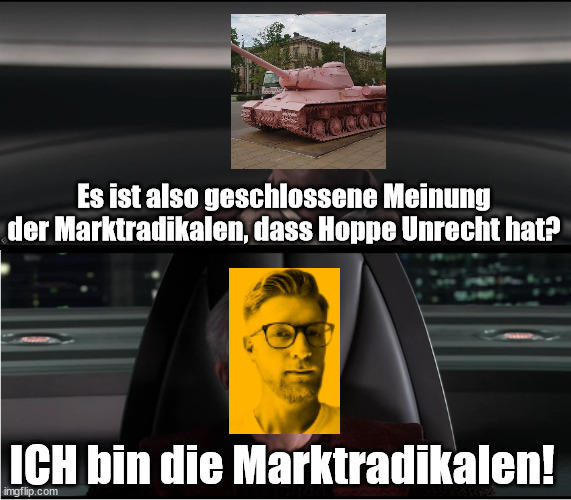 Es ist also geschlossene Meinung
der Marktradikalen, dass Hoppe Unrecht hat?
ICH bin die Marktradikalen!
imgflip.com